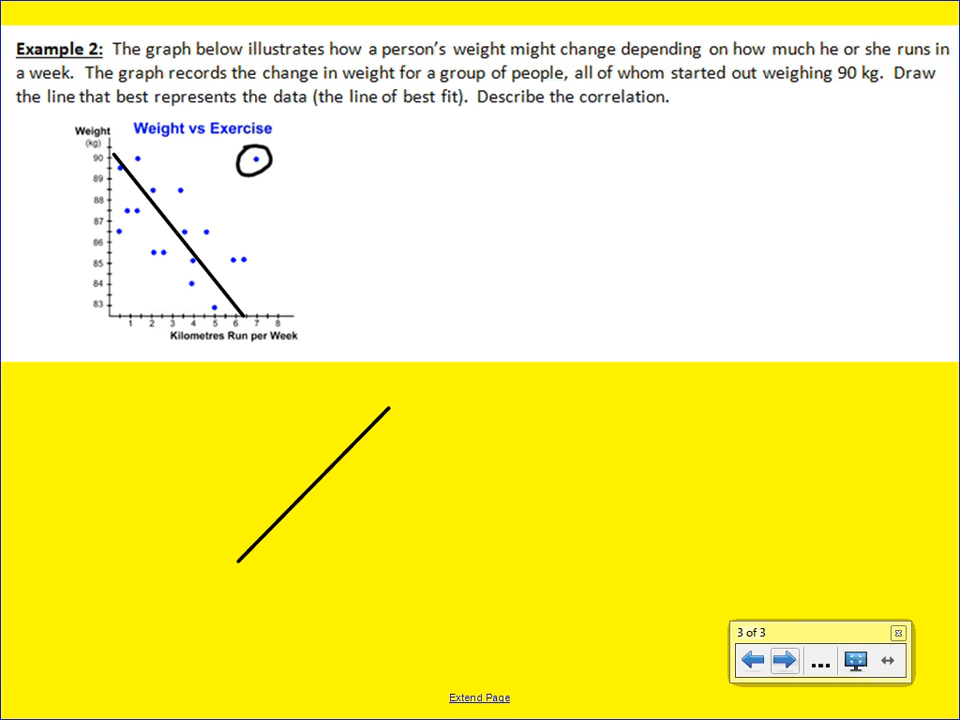 Example 2: The graph below illustrates how a person's weight might change depending on how much he or she runs in
a week. The graph records the change in weight for a group of people, all of whom started out weighing 90 kg. Draw
the line that best represents the data (the line of best fit). Describe the correlation.
Weight vs Exercise
Weight
(kg)
90
89
88
87
86
85
84
83
1 2 3 4 5 6 7 8
Kilometres Run per Week
3 of 3
...
Extend Page